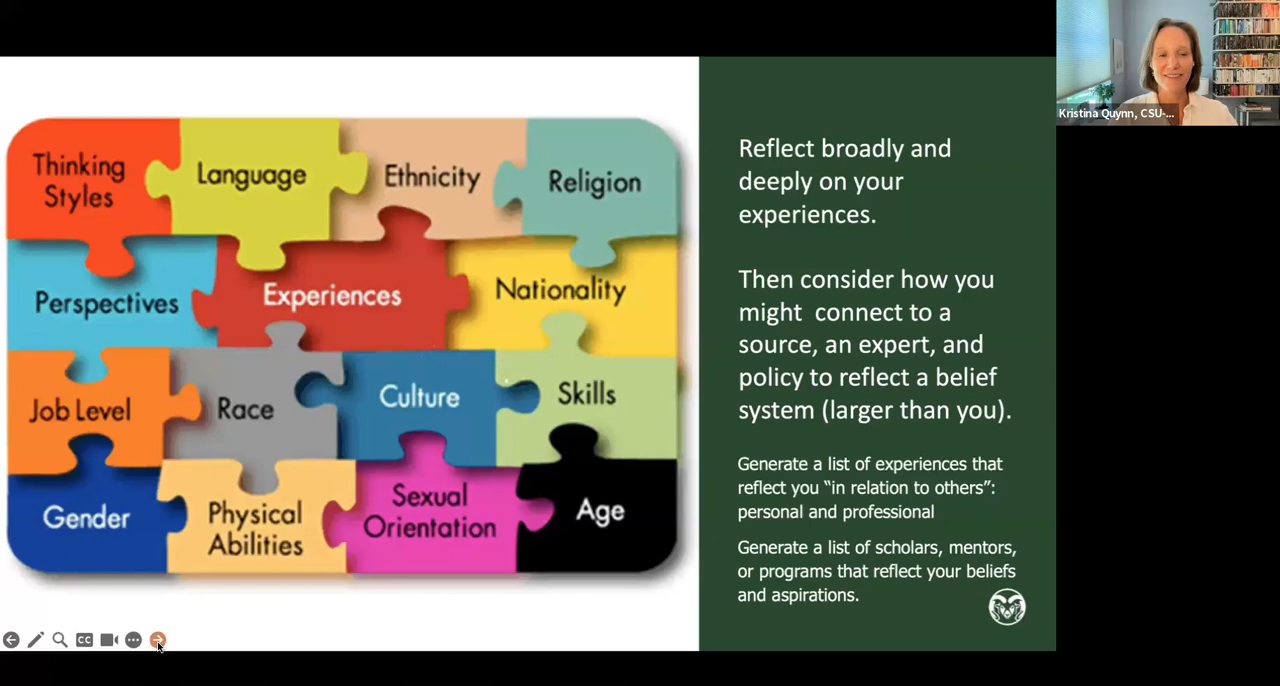 Kristina Quynn, CSU-...
Thinking
Styles
Language
Ethnicity
Religion
Perspectives
Experiences
Nationality
Job Level
Race
Culture
Skills
Gender
Physical
Abilities
Sexual
Orientation
Age
Reflect broadly and
deeply on your
experiences.
Then consider how you
might  connect to a
source, an expert, and
policy to reflect a belief
system (larger than you).
Generate a list of experiences that
reflect you “in relation to others”:
personal and professional
Generate a list of scholars, mentors,
or programs that reflect your beliefs
and aspirations.
CC